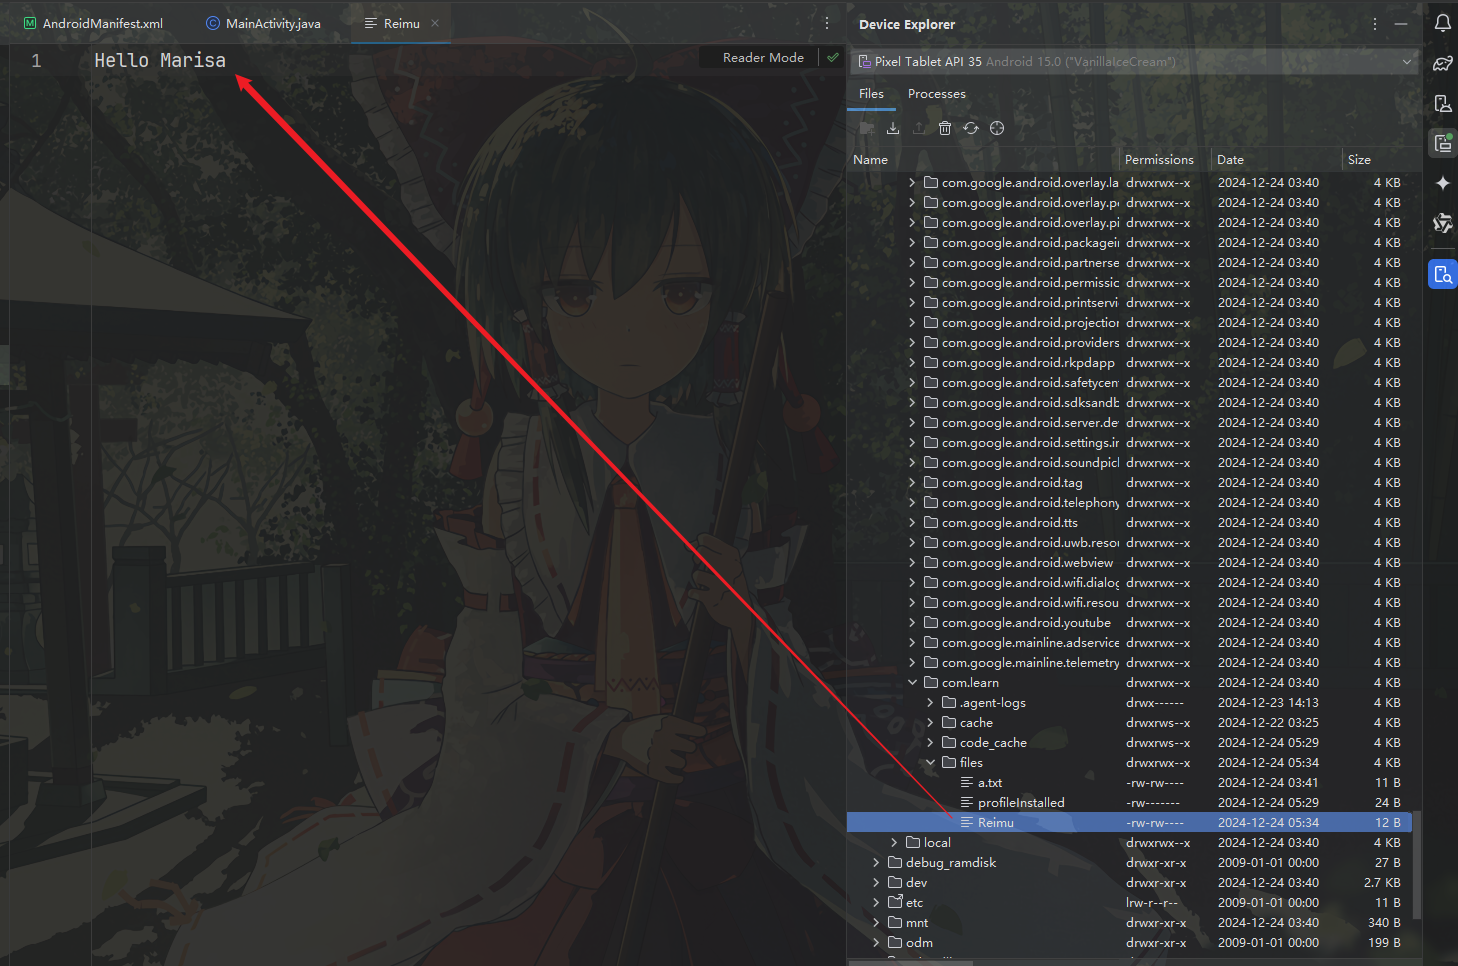 AndroidManifest.xml
MainActivity.java
Reimu
1
Hello Marisa
Reader Mode
Device Explorer
Pixel Tablet API 35 Android 15.0 ("VanillaIceCream")
Files
Processes
Name Permissions Date Size
com.google.android.overlay.la drwxrwx--x 2024-12-24 03:40 4 KB
com.google.android.overlay.p drwxrwx--x 2024-12-24 03:40 4 KB
com.google.android.overlay.pi drwxrwx--x 2024-12-24 03:40 4 KB
com.google.android.packagein drwxrwx--x 2024-12-24 03:40 4 KB
com.google.android.partnerse drwxrwx--x 2024-12-24 03:40 4 KB
com.google.android.permissic drwxrwx--x 2024-12-24 03:40 4 KB
com.google.android.printservi drwxrwx--x 2024-12-24 03:40 4 KB
com.google.android.projection drwxrwx--x 2024-12-24 03:40 4 KB
com.google.android.providers drwxrwx--x 2024-12-24 03:40 4 KB
com.google.android.rkpdapp drwxrwx--x 2024-12-24 03:40 4 KB
com.google.android.safetycen drwxrwx--x 2024-12-24 03:40 4 KB
com.google.android.sdksandb drwxrwx--x 2024-12-24 03:40 4 KB
com.google.android.server.de drwxrwx--x 2024-12-24 03:40 4 KB
com.google.android.settings.in drwxrwx--x 2024-12-24 03:40 4 KB
com.google.android.soundpicl drwxrwx--x 2024-12-24 03:40 4 KB
com.google.android.tag drwxrwx--x 2024-12-24 03:40 4 KB
com.google.android.telephony drwxrwx--x 2024-12-24 03:40 4 KB
com.google.android.tts drwxrwx--x 2024-12-24 03:40 4 KB
com.google.android.uwb.resou drwxrwx--x 2024-12-24 03:40 4 KB
com.google.android.webview drwxrwx--x 2024-12-24 03:40 4 KB
com.google.android.wifi.dialog drwxrwx--x 2024-12-24 03:40 4 KB
com.google.android.wifi.resou drwxrwx--x 2024-12-24 03:40 4 KB
com.google.android.youtube drwxrwx--x 2024-12-24 03:40 4 KB
com.google.mainline.adservice drwxrwx--x 2024-12-24 03:40 4 KB
com.google.mainline.telemetry drwxrwx--x 2024-12-24 03:40 4 KB
com.learn drwxrwx--x 2024-12-24 03:40 4 KB
.agent-logs drwx------ 2024-12-23 14:13 4 KB
cache drwxrws--x 2024-12-22 03:25 4 KB
code_cache drwxrws--x 2024-12-24 05:29 4 KB
files drwxrwx--x 2024-12-24 05:34 4 KB
a.txt -rw-rw---- 2024-12-24 03:41 11 B
profileInstalled -rw------- 2024-12-24 05:29 24 B
Reimu -rw-rw---- 2024-12-24 05:34 12 B
local drwxrwx--x 2024-12-24 03:40 4 KB
debug_ramdisk drwxr-xr-x 2009-01-01 00:00 27 B
dev drwxr-xr-x 2024-12-24 03:40 2.7 KB
etc lrw-r--r-- 2009-01-01 00:00 11 B
mnt drwxr-xr-x 2024-12-24 03:40 340 B
odm drwxr-xr-x 2009-01-01 00:00 199 B